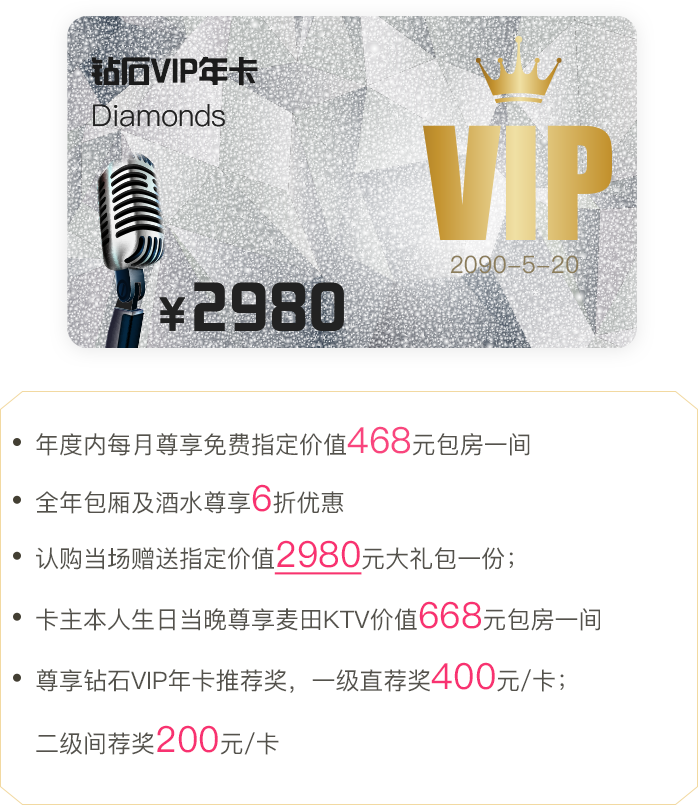 钻石VIP年卡
Diamonds
VIP
2090-5-20
¥2980
• 年度内每月尊享免费指定价值468元包房一间
• 全年包厢及酒水尊享6折优惠
• 认购当场赠送指定价值2980元大礼包一份；
• 卡主本人生日当晚尊享麦田KTV价值668元包房一间
• 尊享钻石VIP年卡推荐奖，一级直荐奖400元/卡；
二级间荐奖200元/卡